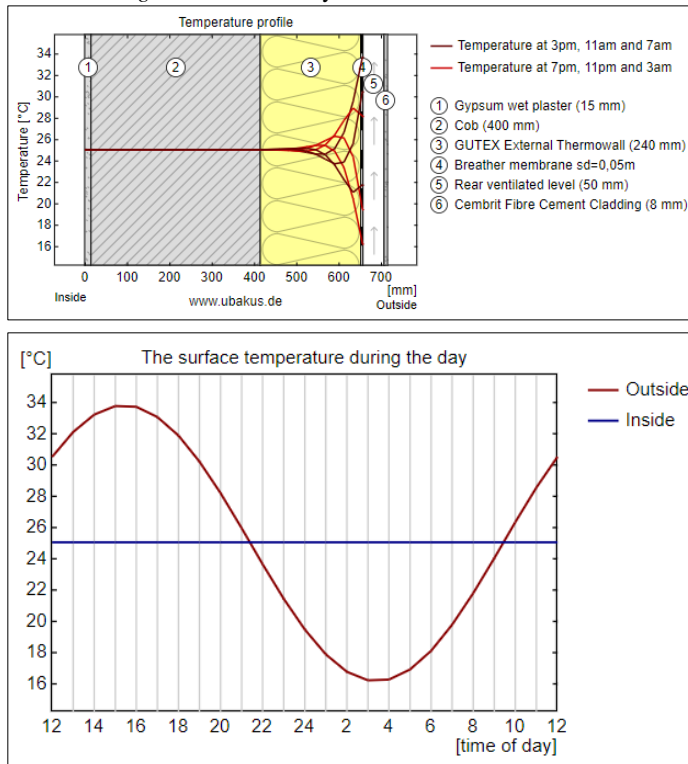 Temperature profile
34
32
30
28
26
24
22
20
18
16
Temperature [°C]
1
2
3
4
5
6
0 100 200 300 400 500 600 700
[mm]
Inside
www.ubakus.de
Outside
Temperature at 3pm, 11am and 7am
Temperature at 7pm, 11pm and 3am
1 Gypsum wet plaster (15 mm)
2 Cob (400 mm)
3 GUTEX External Thermowall (240 mm)
4 Breather membrane sd=0,05m
5 Rear ventilated level (50 mm)
6 Cembrit Fibre Cement Cladding (8 mm)
[°C]
The surface temperature during the day
34
32
30
28
26
24
22
20
18
16
12 14 16 18 20 22 24 2 4 6 8 10 12
[time of day]
Outside
Inside